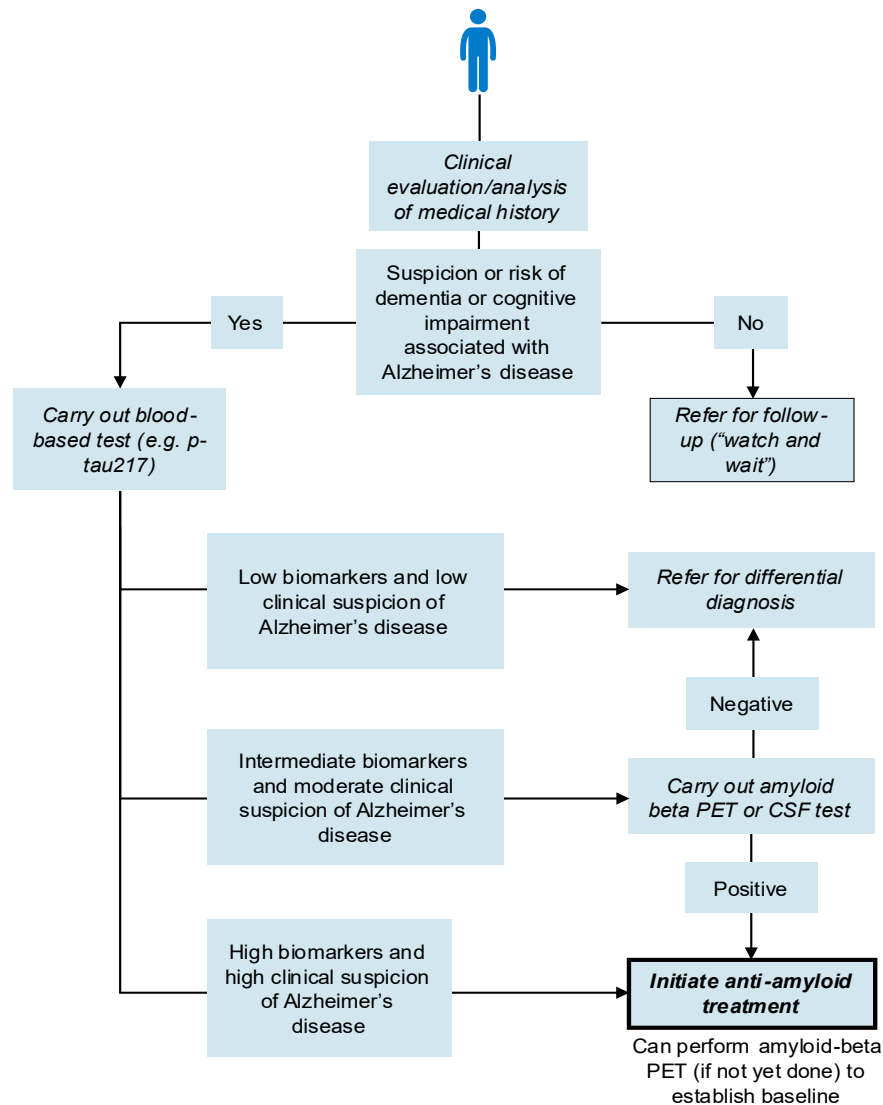 Clinical
evaluation/analysis
of medical history
Suspicion or risk of
dementia or cognitive
impairment
associated with
Alzheimer's disease
Yes
No
Carry out blood-
based test (e.g. p-
tau217)
Refer for follow-
up (“watch and
wait”)
Low biomarkers and low
clinical suspicion of
Alzheimer's disease
Refer for differential
diagnosis
Negative
Intermediate biomarkers
and moderate clinical
suspicion of Alzheimer's
disease
Carry out amyloid
beta PET or CSF test
Positive
High biomarkers and
high clinical suspicion
of Alzheimer's
disease
Initiate anti-amyloid
treatment
Can perform amyloid-beta
PET (if not yet done) to
establish baseline